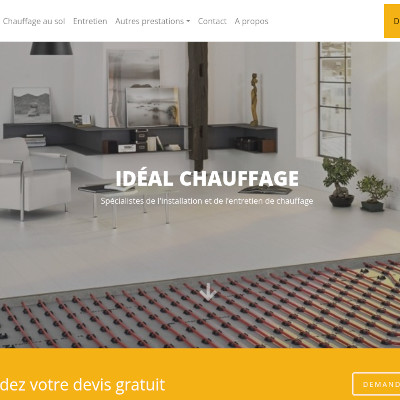 Chauffage au sol Entretien Autres prestations Contact A propos D
IDÉAL CHAUFFAGE
Spécialistes de l'installation et de l'entretien de chauffage
dez votre devis gratuit
DEMAND